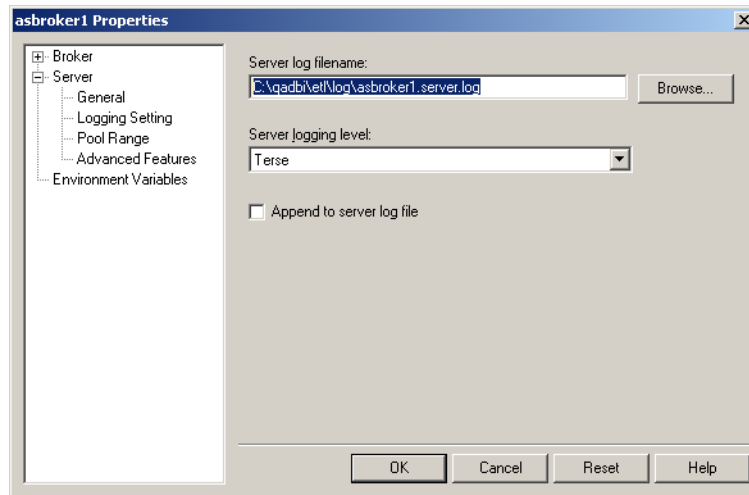 asbroker1 Properties
Broker
Server
General
Logging Setting
Pool Range
Advanced Features
Environment Variables
Server log filename:
C:\qadbi\etl\log\asbroker1.server.log
Browse...
Server logging level:
Terse
Append to server log file
OK
Cancel
Reset
Help